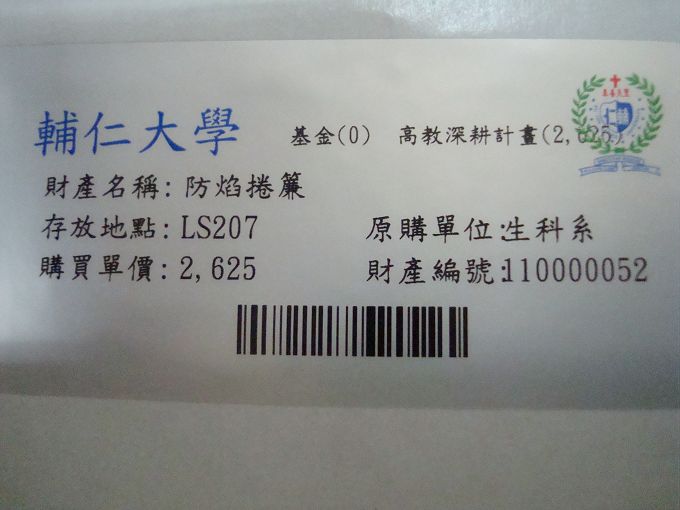 輔仁大學 基金(0) 高教深耕計畫(2,625)
財產名稱: 防焰捲簾
存放地點: LS207 原購單位:生科系
購買單價: 2,625 財產編號:110000052